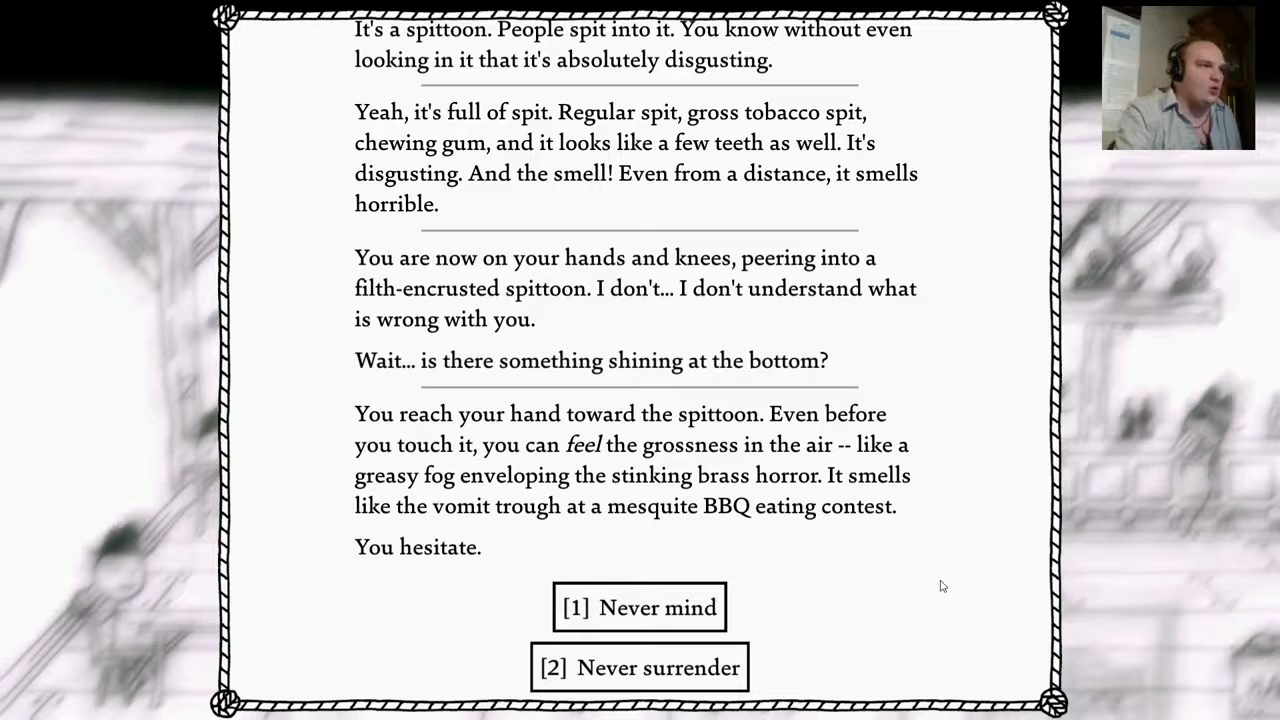 It's a spittoon. People spit into it. You know without even
looking in it that it's absolutely disgusting.
Yeah, it's full of spit. Regular spit, gross tobacco spit,
chewing gum, and it looks like a few teeth as well. It's
disgusting. And the smell! Even from a distance, it smells
horrible.
You are now on your hands and knees, peering into a
filth-encrusted spittoon. I don't... I don't understand what
is wrong with you.
Wait... is there something shining at the bottom?
You reach your hand toward the spittoon. Even before
you touch it, you can feel the grossness in the air -- like a
greasy fog enveloping the stinking brass horror. It smells
like the vomit trough at a mesquite BBQ eating contest.
You hesitate.
[1] Never mind
[2] Never surrender